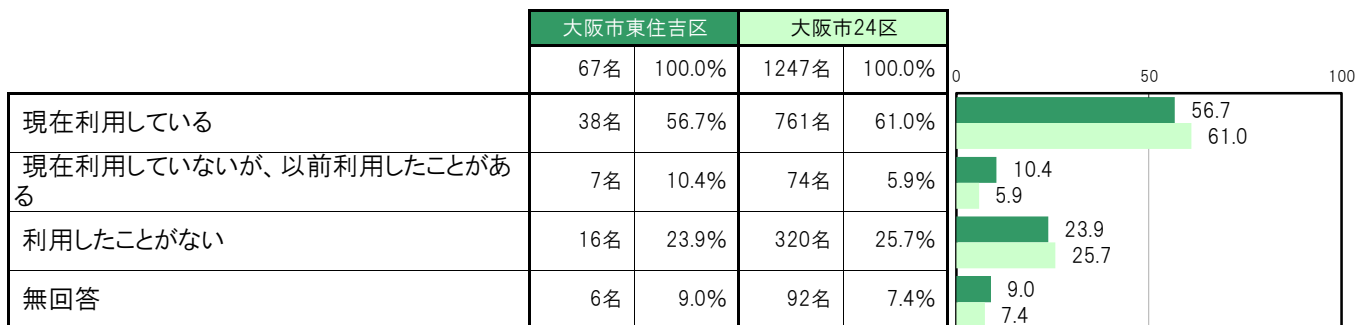 大阪市東住吉区 大阪市24区
67名 100.0% 1247名 100.0%
0 50 100
現在利用している 38名 56.7% 761名 61.0%
56.7
61.0
現在利用していないが、以前利用したことがあ
る
7名 10.4% 74名 5.9%
10.4
5.9
利用したことがない 16名 23.9% 320名 25.7%
23.9
25.7
無回答 6名 9.0% 92名 7.4%
9.0
7.4